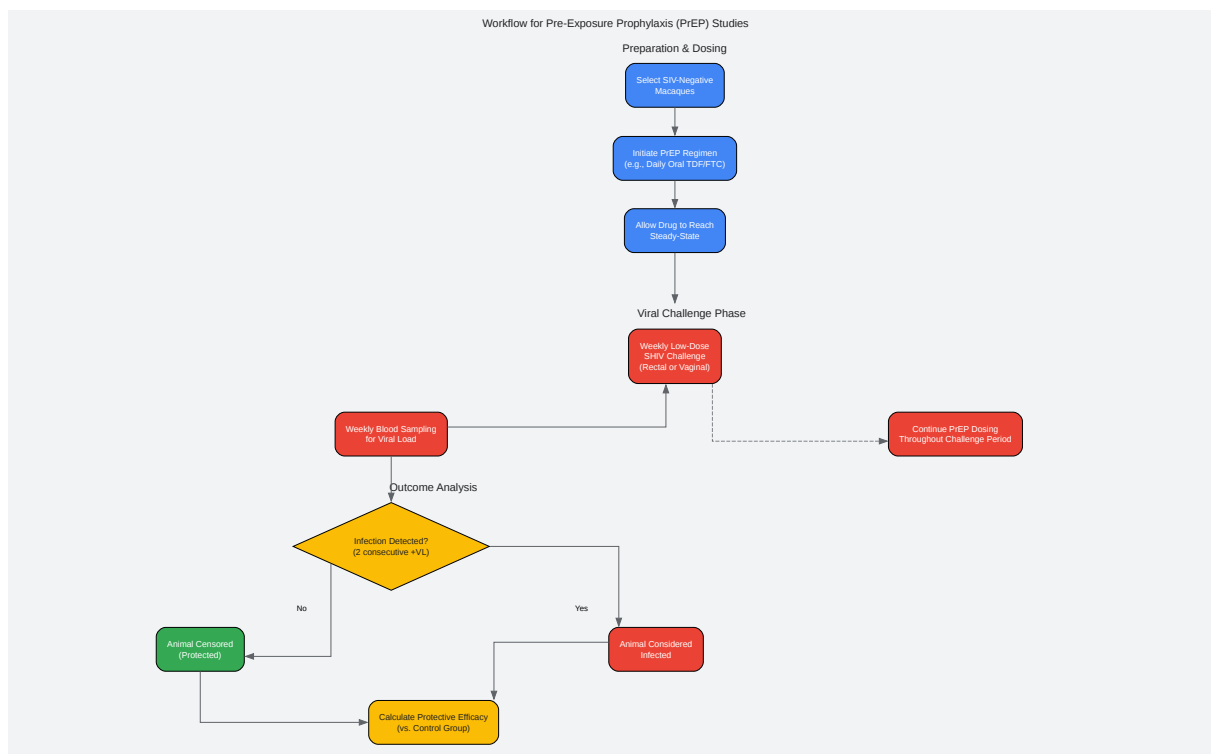 Workflow for Pre-Exposure Prophylaxis (PrEP) Studies
Preparation & Dosing
Select SIV-Negative
Macaques
Initiate PrEP Regimen
(e.g., Daily Oral TDF/FTC)
Allow Drug to Reach
Steady-State
Viral Challenge Phase
Weekly Low-Dose
SHIV Challenge
(Rectal or Vaginal)
Weekly Blood Sampling
for Viral Load
Continue PrEP Dosing
Throughout Challenge Period
Outcome Analysis
Infection Detected?
(2 consecutive +VL)
No
Yes
Animal Censored
(Protected)
Animal Considered
Infected
Calculate Protective Efficacy
(vs. Control Group)